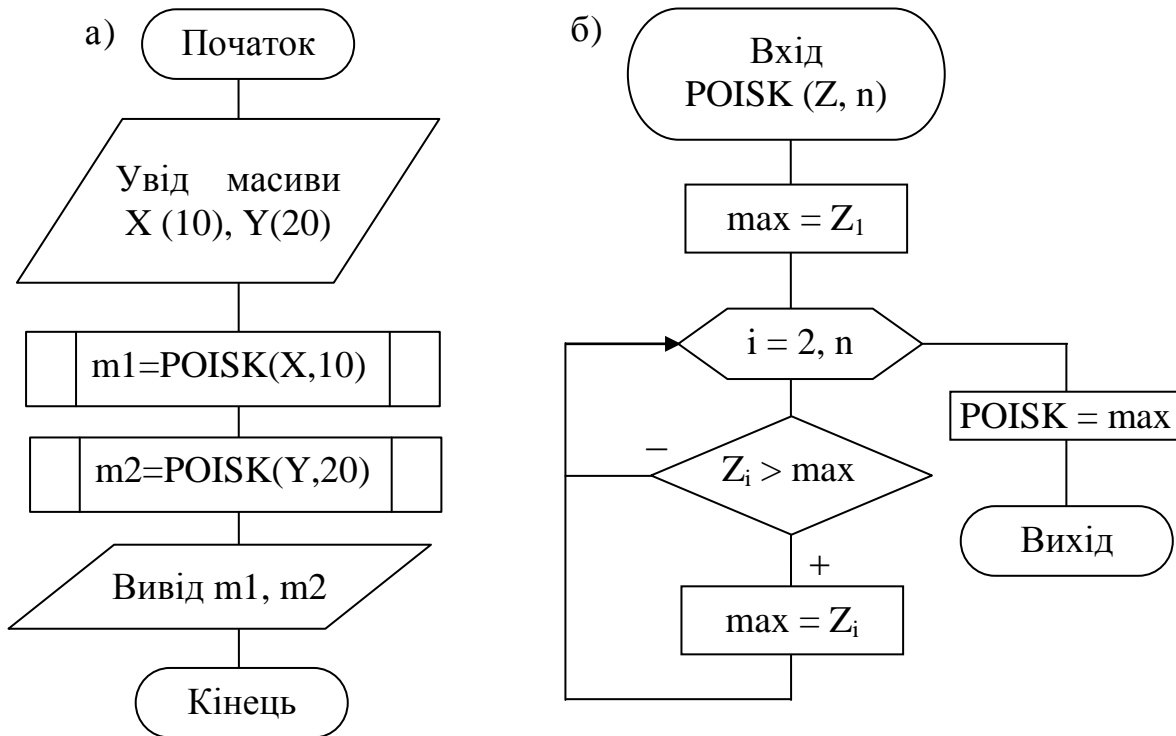 а)
Початок
Увід масиви
X (10), Y(20)
m1=POISK(X,10)
m2=POISK(Y,20)
Вивід m1, m2
Кінець
б)
Вхід
POISK (Z, n)
max = Z₁
i = 2, n
–
Zᵢ > max
+
max = Zᵢ
POISK = max
Вихід